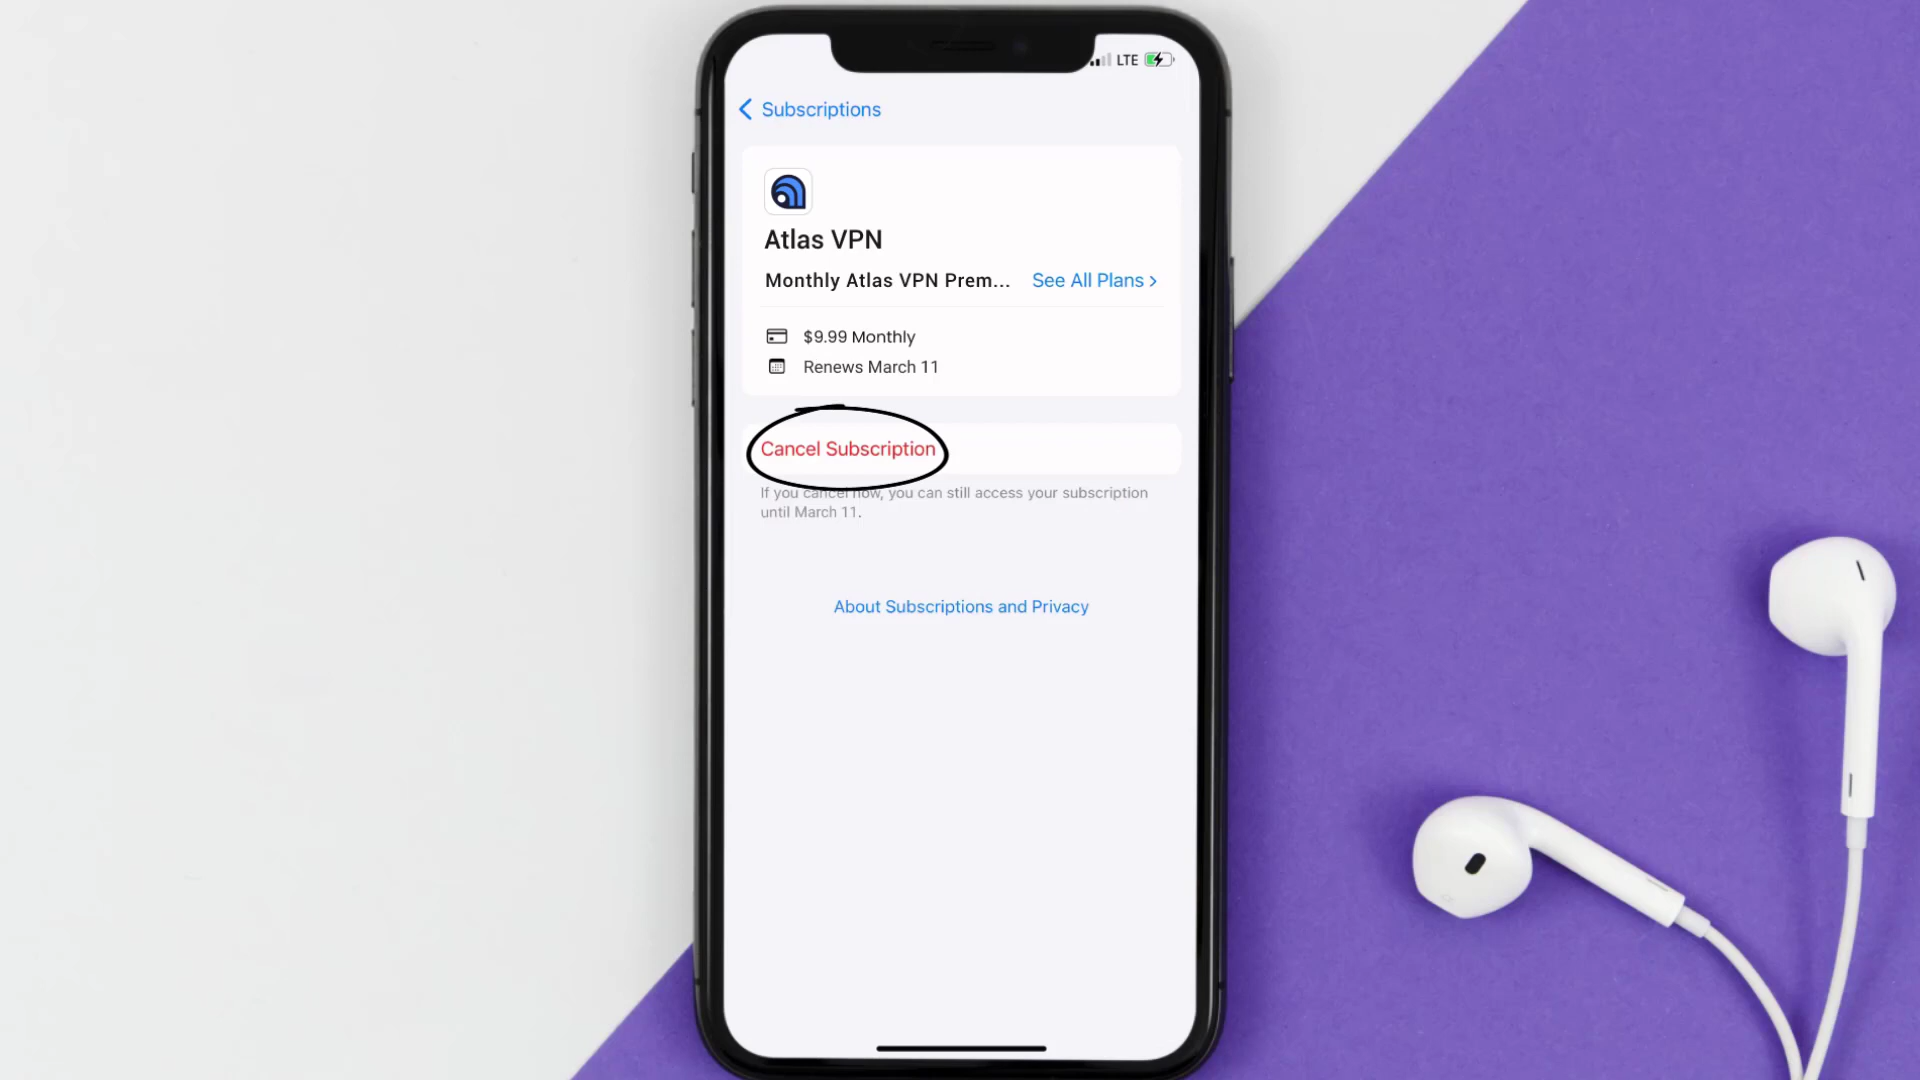 LTE
Subscriptions
Atlas VPN
Monthly Atlas VPN Prem... See All Plans
$9.99 Monthly
Renews March 11
Cancel Subscription
If you cancel now, you can still access your subscription
until March 11.
About Subscriptions and Privacy